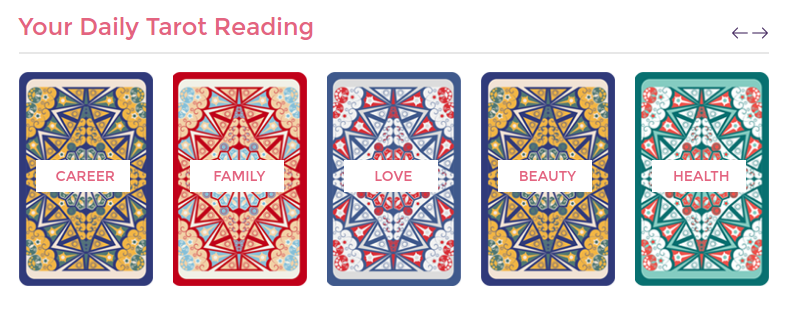 Your Daily Tarot Reading
CAREER
FAMILY
LOVE
BEAUTY
HEALTH